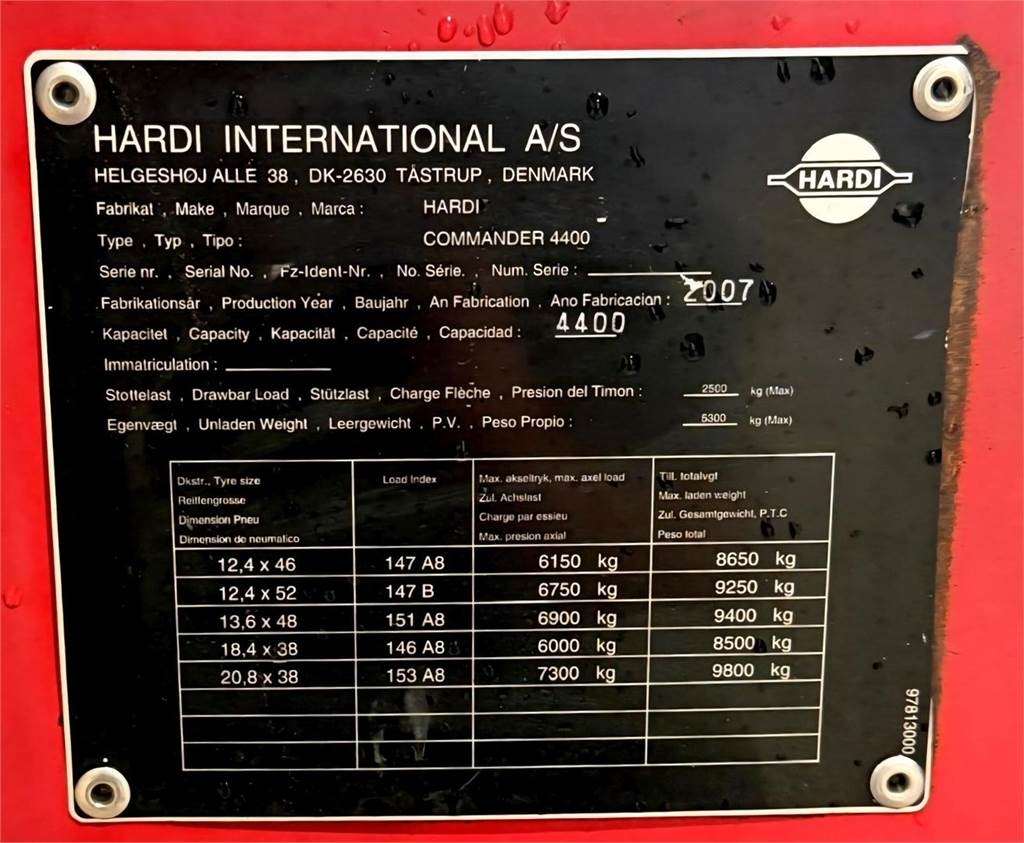 HARDI INTERNATIONAL A/S
HELGESHØJ ALLE 38, DK-2630 TÅSTRUP, DENMARK
HARDI
Fabrikat, Make, Marque, Marca: HARDI
Type, Typ, Tipo: COMMANDER 4400
Serie nr., Serial No., Fz-Ident-Nr., No. Série., Num. Serie:
Fabrikationsår, Production Year, Baujahr, An Fabrication, Ano Fabricacion: 2007
Kapacitet, Capacity, Kapacität, Capacité, Capacidad: 4400
Immatriculation:
Stottelast, Drawbar Load, Stützlast, Charge Flèche, Presion del Timon: 2500 kg (Max)
Egenvægt, Unladen Weight, Leergewicht, P.V., Peso Propio: 5300 kg (Max)
Dkstr., Tyre size Load Index Max. akseltryk, max. axel load Till. totalvgt
Reiffengrosse Zul. Achslast Max. laden weight
Dimension Pneu Charge par essieu Zul. Gesamtgewicht, P.T.C
Dimension de neumatico Max. presion axial Peso total
12,4 x 46 147 A8 6150 kg 8650 kg
12,4 x 52 147 B 6750 kg 9250 kg
13,6 x 48 151 A8 6900 kg 9400 kg
18,4 x 38 146 A8 6000 kg 8500 kg
20,8 x 38 153 A8 7300 kg 9800 kg
97813000